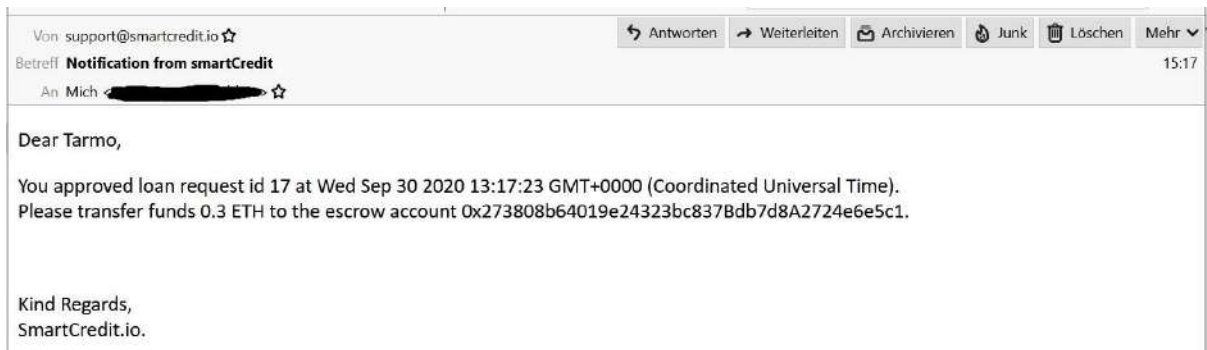 Von support@smartcredit.io
Antworten Weiterleiten Archivieren Junk Löschen Mehr
Betreff Notification from smartCredit
15:17
An Mich
Dear Tarmo,
You approved loan request id 17 at Wed Sep 30 2020 13:17:23 GMT+0000 (Coordinated Universal Time).
Please transfer funds 0.3 ETH to the escrow account 0x273808b64019e24323bc837Bdb7d8A2724e6e5c1.
Kind Regards,
SmartCredit.io.